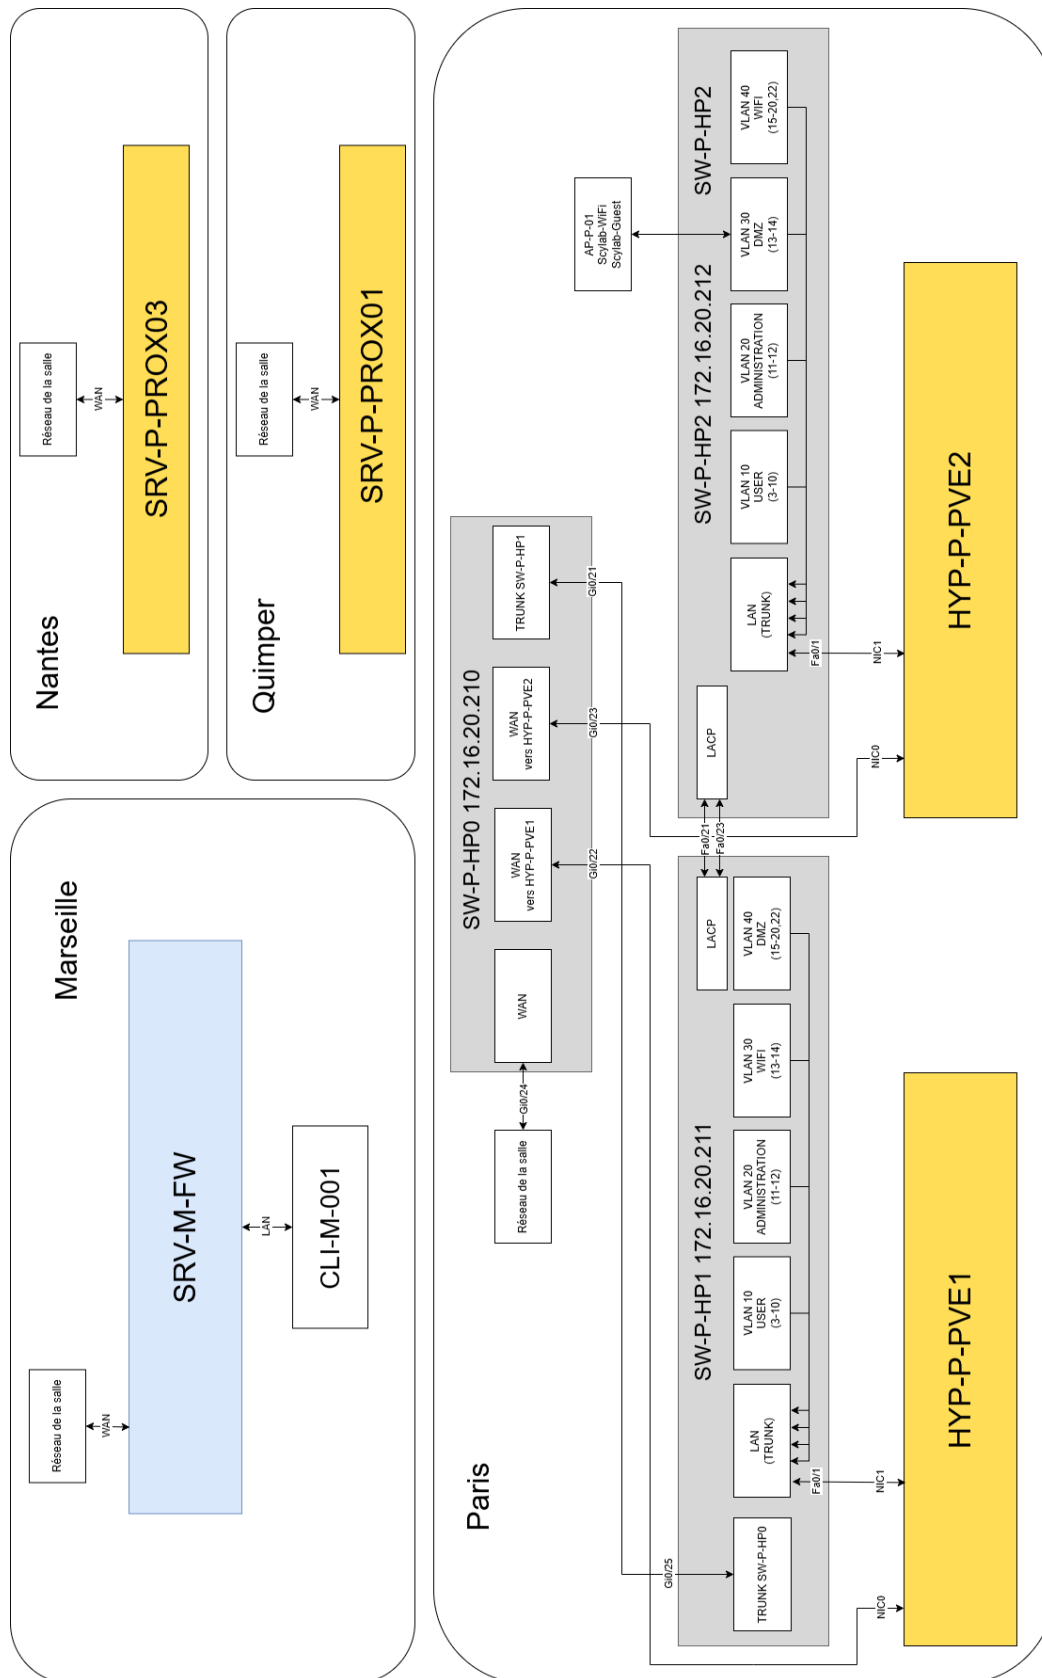 Marseille
Réseau de la salle
WAN
SRV-M-FW
LAN
CLI-M-001
Nantes
Réseau de la salle
WAN
SRV-P-PROX03
Quimper
Réseau de la salle
WAN
SRV-P-PROX01
Paris
SW-P-HP0 172.16.20.210
WAN
WAN
vers HYP-P-PVE1
WAN
vers HYP-P-PVE2
TRUNK SW-P-HP1
Gi0/24
Gi0/22
Gi0/23
Gi0/21
Réseau de la salle
AP-P-01
Scylab-WiFi
Scylab-Guest
Gi0/25
SW-P-HP1 172.16.20.211
LACP
TRUNK SW-P-HP0
LAN
(TRUNK)
VLAN 10
USER
(3-10)
VLAN 20
ADMINISTRATION
(11-12)
VLAN 30
WIFI
(13-14)
VLAN 40
DMZ
(15-20,22)
Fa0/1
Fa0/21
Fa0/23
SW-P-HP2 172.16.20.212
SW-P-HP2
LACP
LAN
(TRUNK)
VLAN 10
USER
(3-10)
VLAN 20
ADMINISTRATION
(11-12)
VLAN 30
DMZ
(13-14)
VLAN 40
WIFI
(15-20,22)
Fa0/1
NIC0
NIC1
NIC0
NIC1
HYP-P-PVE1
HYP-P-PVE2